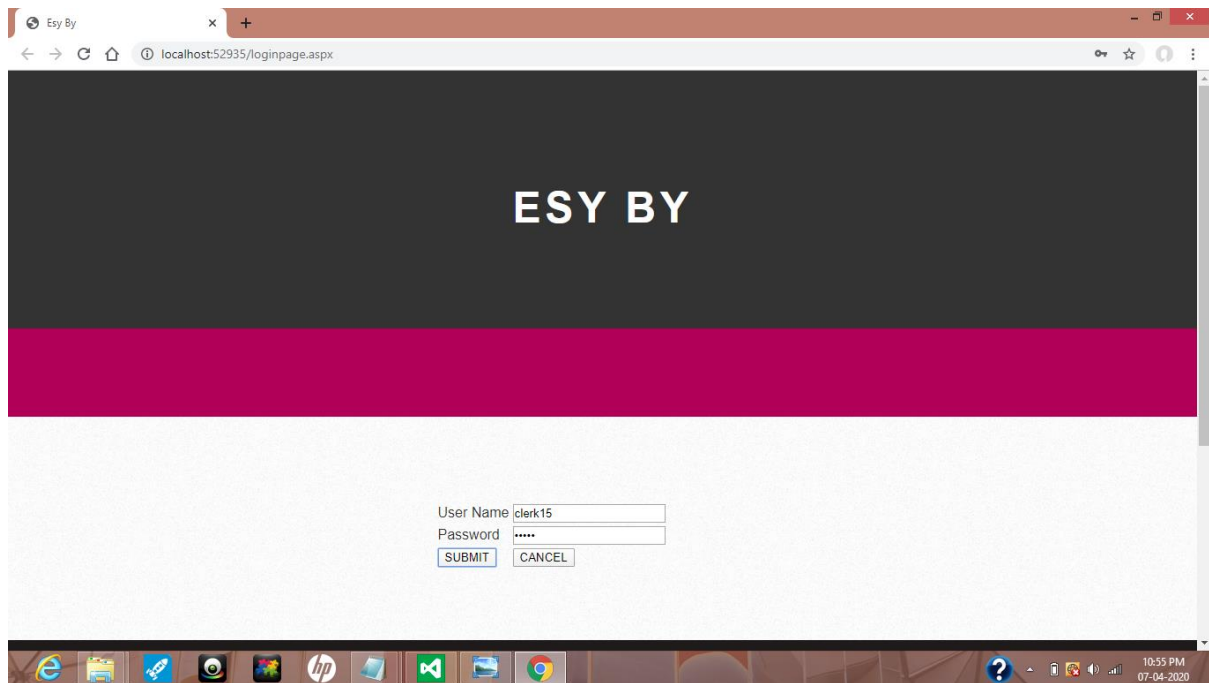 Esy By
localhost:52935/loginpage.aspx
ESY BY
User Name clerk15
Password •••••
SUBMIT CANCEL
hp
10:55 PM
07-04-2020